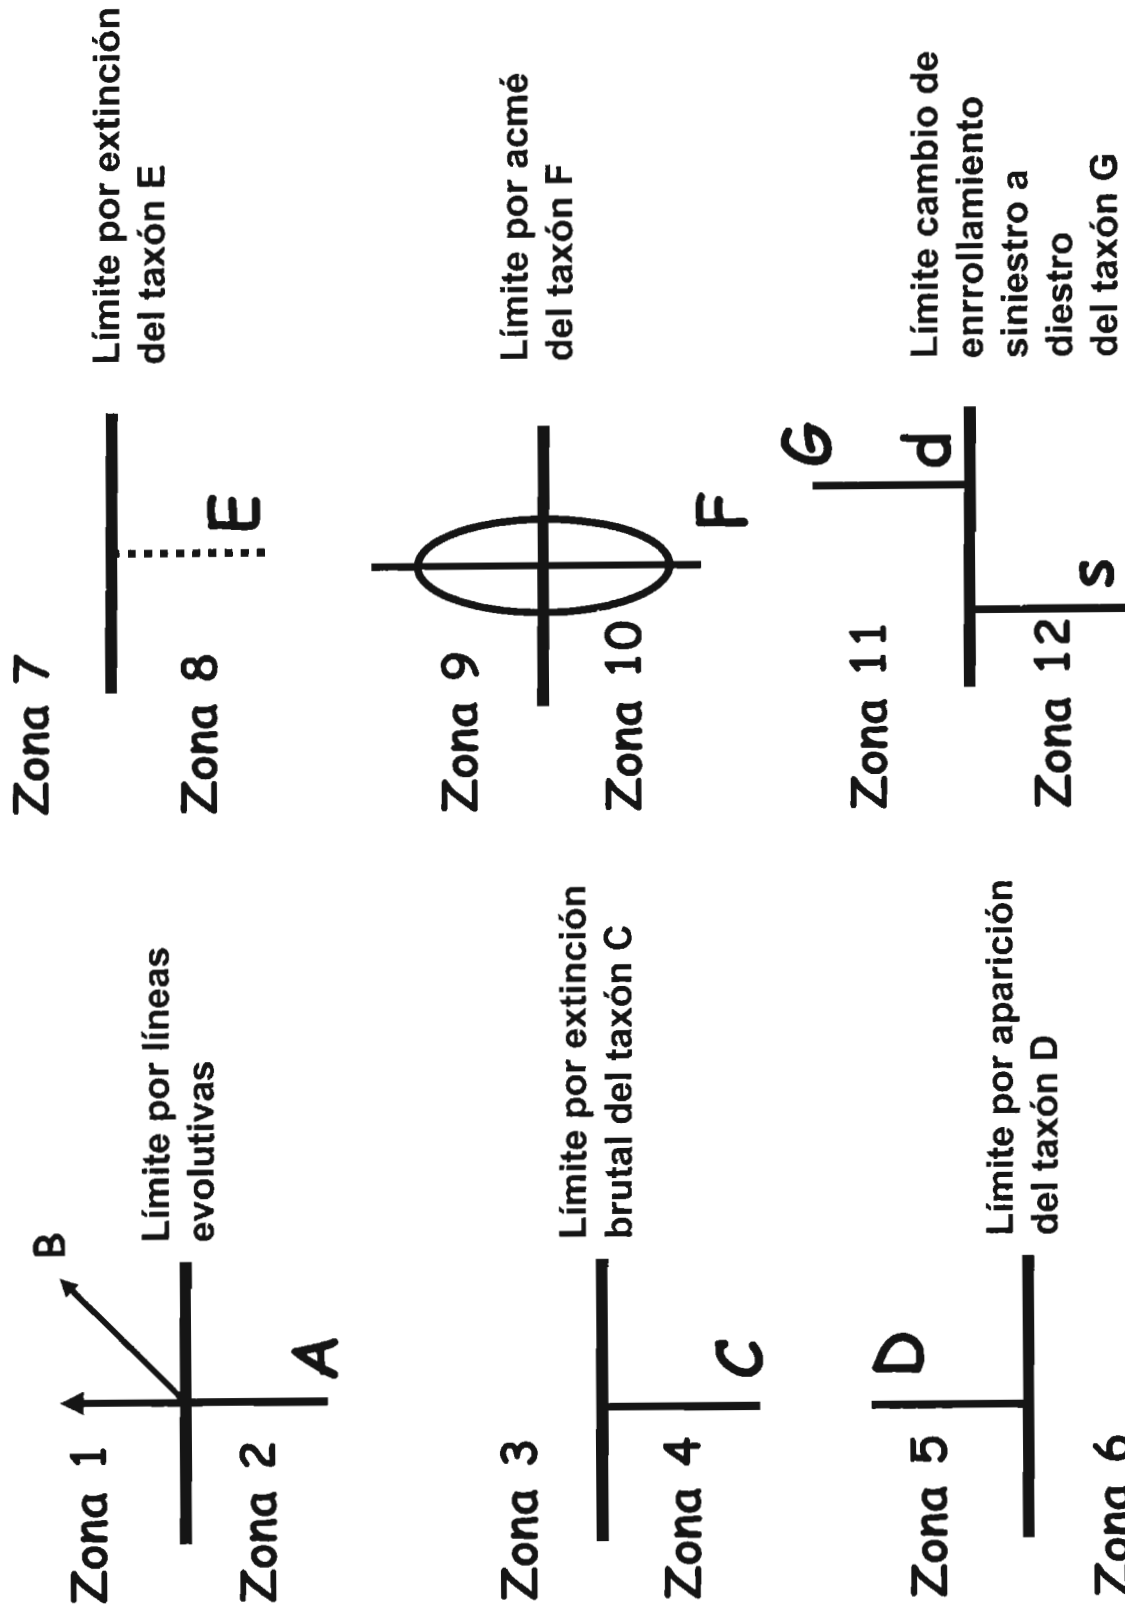 Zona 1
B
Límite por líneas
evolutivas
Zona 2
A
Zona 3
Límite por extinción
brutal del taxón C
Zona 4
C
Zona 5
D
Límite por aparición
del taxón D
Zona 6
Zona 7
Límite por extinción
del taxón E
Zona 8
E
Zona 9
Límite por acmé
del taxón F
Zona 10
F
Zona 11
G
d
Límite cambio de
enrrollamiento
siniestro a
diestro
del taxón G
Zona 12
s